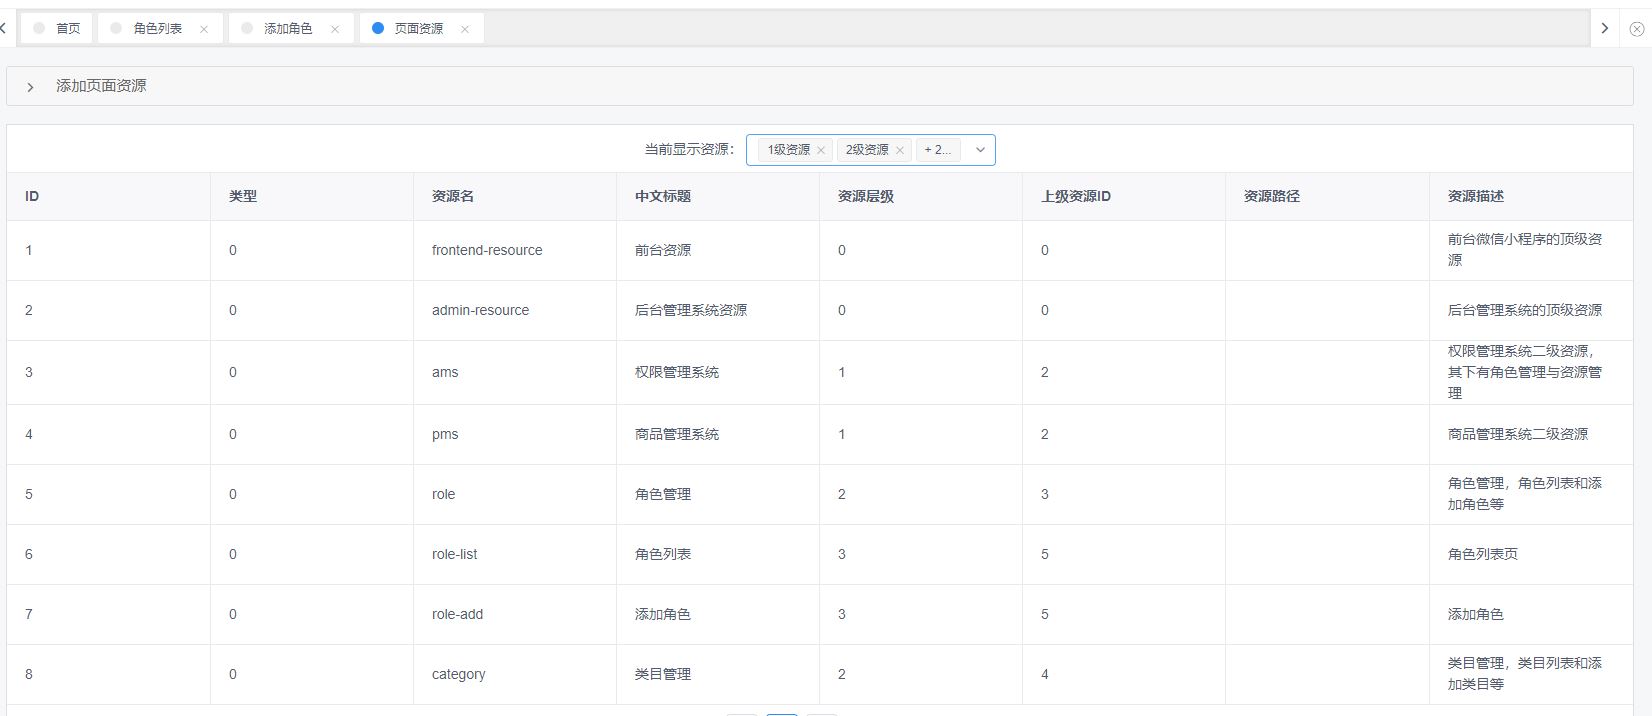 首页 角色列表 添加角色 页面资源
添加页面资源
当前显示资源： 1级资源 2级资源 + 2...
ID 类型 资源名 中文标题 资源层级 上级资源ID 资源路径 资源描述
1 0 frontend-resource 前台资源 0 0 前台微信小程序的顶级资
源
2 0 admin-resource 后台管理系统资源 0 0 后台管理系统的顶级资源
3 0 ams 权限管理系统 1 2 权限管理系统二级资源，
其下有角色管理与资源管
理
4 0 pms 商品管理系统 1 2 商品管理系统二级资源
5 0 role 角色管理 2 3 角色管理，角色列表和添
加角色等
6 0 role-list 角色列表 3 5 角色列表页
7 0 role-add 添加角色 3 5 添加角色
8 0 category 类目管理 2 4 类目管理，类目列表和添
加类目等